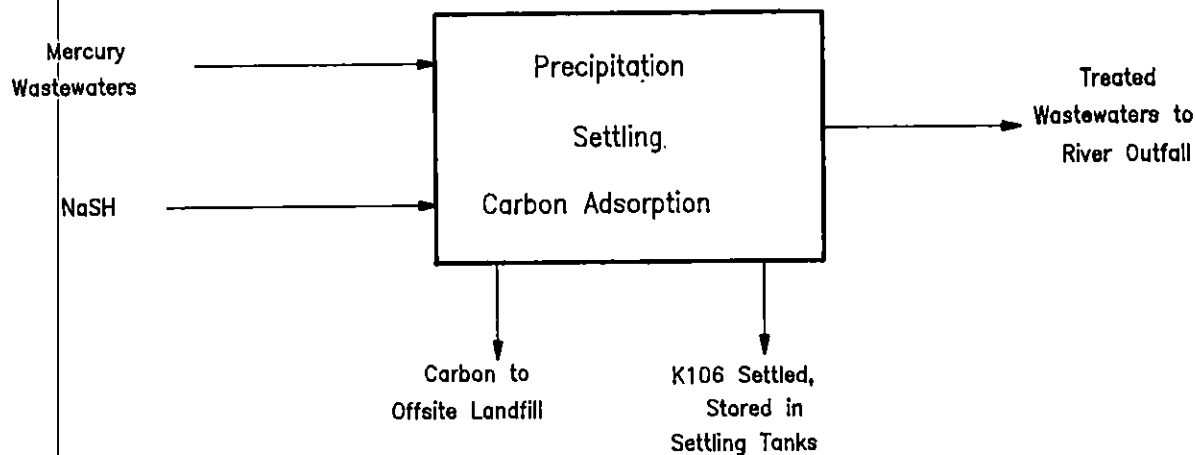 Mercury
Wastewaters
NaSH
Precipitation
Settling.
Carbon Adsorption
Treated
Wastewaters to
River Outfall
Carbon to
Offsite Landfill
K106 Settled,
Stored in
Settling Tanks